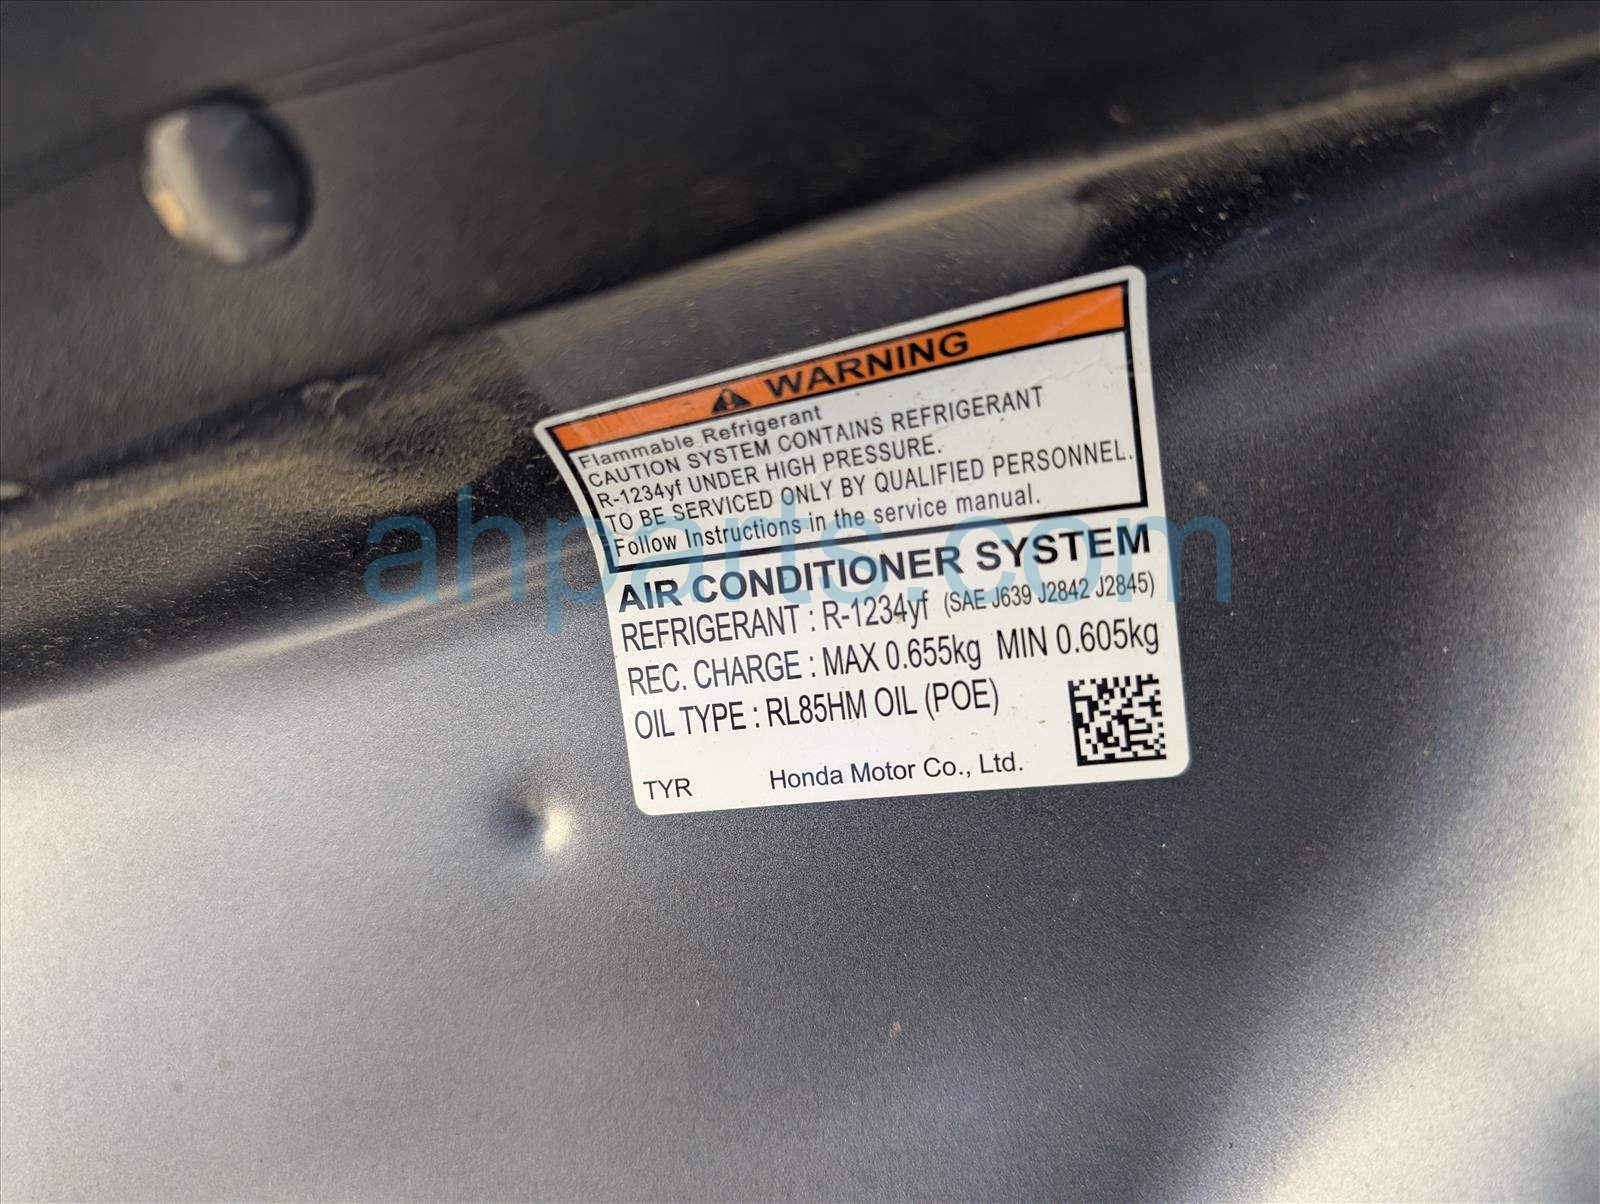 WARNING
Flammable Refrigerant
CAUTION SYSTEM CONTAINS REFRIGERANT
R-1234yf UNDER HIGH PRESSURE.
TO BE SERVICED ONLY BY QUALIFIED PERSONNEL.
Follow Instructions in the service manual.
AIR CONDITIONER SYSTEM
REFRIGERANT : R-1234yf (SAE J639 J2842 J2845)
REC. CHARGE : MAX 0.655kg MIN 0.605kg
OIL TYPE : RL85HM OIL (POE)
TYR Honda Motor Co., Ltd.
ahparts.com